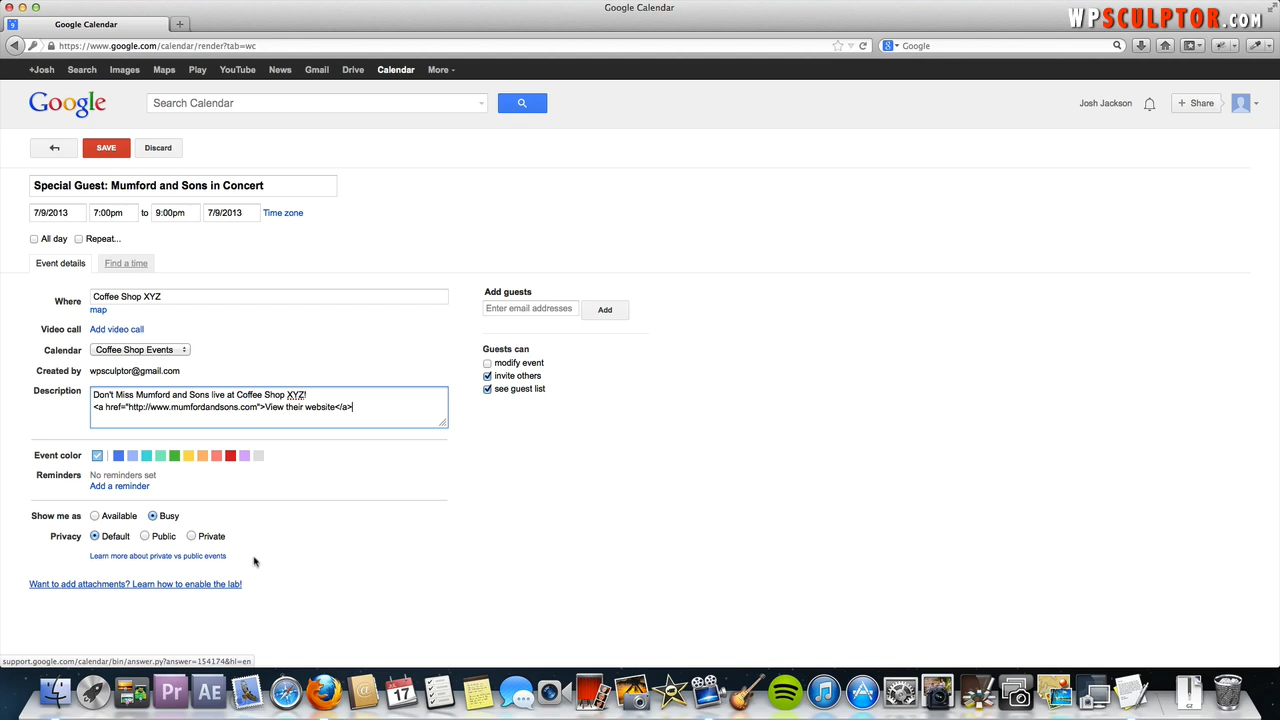 Google Calendar
Google Calendar
WPSCULPTOR.COM
https://www.google.com/calendar/render?tab=wc
Google
+Josh Search Images Maps Play YouTube News Gmail Drive Calendar More
Google
Search Calendar
Josh Jackson
+ Share
SAVE
Discard
Special Guest: Mumford and Sons in Concert
7/9/2013 7:00pm to 9:00pm 7/9/2013 Time zone
All day Repeat...
Event details Find a time
Where Coffee Shop XYZ
map
Video call Add video call
Calendar Coffee Shop Events
Created by wpsculptor@gmail.com
Description Don't Miss Mumford and Sons live at Coffee Shop XYZ!
<a href="http://www.mumfordandsons.com">View their website</a>
Event color
Reminders No reminders set
Add a reminder
Show me as Available Busy
Privacy Default Public Private
Learn more about private vs public events
Want to add attachments? Learn how to enable the lab!
Add guests
Enter email addresses Add
Guests can
modify event
invite others
see guest list
support.google.com/calendar/bin/answer.py?answer=154174&hl=en
Pr AE 17